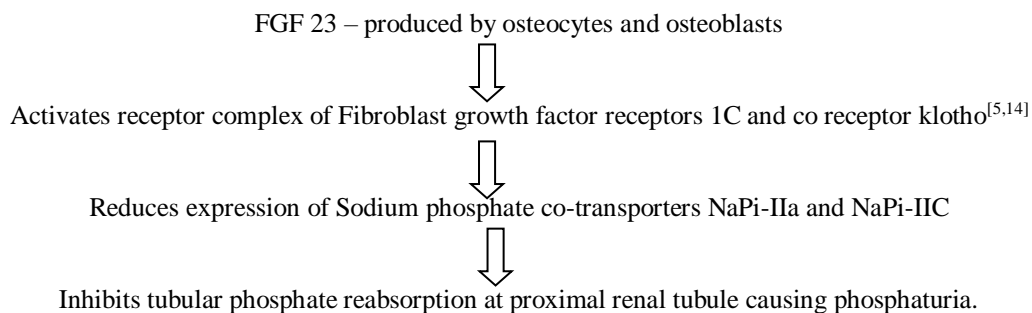 FGF 23 – produced by osteocytes and osteoblasts
Activates receptor complex of Fibroblast growth factor receptors 1C and co receptor klotho[5,14]
Reduces expression of Sodium phosphate co-transporters NaPi-IIa and NaPi-IIC
Inhibits tubular phosphate reabsorption at proximal renal tubule causing phosphaturia.